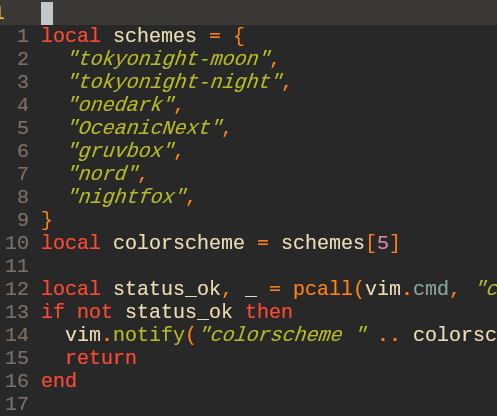 1
1 local schemes = {
2   "tokyonight-moon",
3   "tokyonight-night",
4   "onedark",
5   "OceanicNext",
6   "gruvbox",
7   "nord",
8   "nightfox",
9 }
10 local colorscheme = schemes[5]
11
12 local status_ok, _ = pcall(vim.cmd, "c
13 if not status_ok then
14   vim.notify("colorscheme " .. colorsc
15   return
16 end
17